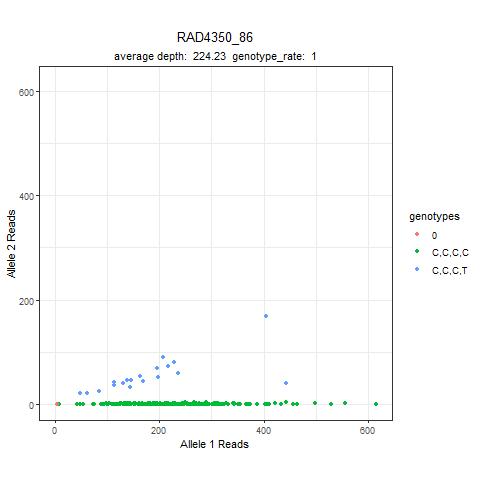 RAD4350_86
average depth:  224.23  genotype_rate:  1
600
400
200
0
Allele 2 Reads
0 200 400 600
Allele 1 Reads
genotypes
0
C,C,C,C
C,C,C,T